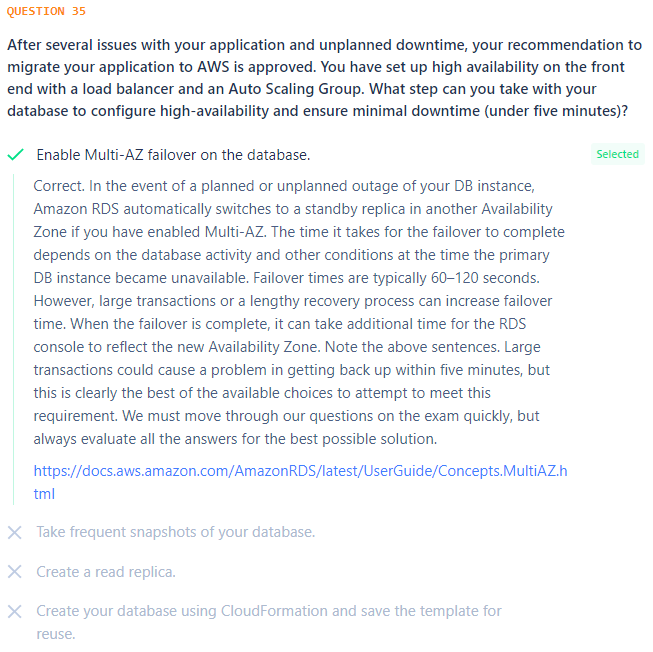 QUESTION 35
After several issues with your application and unplanned downtime, your recommendation to
migrate your application to AWS is approved. You have set up high availability on the front
end with a load balancer and an Auto Scaling Group. What step can you take with your
database to configure high-availability and ensure minimal downtime (under five minutes)?
Enable Multi-AZ failover on the database.
Selected
Correct. In the event of a planned or unplanned outage of your DB instance,
Amazon RDS automatically switches to a standby replica in another Availability
Zone if you have enabled Multi-AZ. The time it takes for the failover to complete
depends on the database activity and other conditions at the time the primary
DB instance became unavailable. Failover times are typically 60–120 seconds.
However, large transactions or a lengthy recovery process can increase failover
time. When the failover is complete, it can take additional time for the RDS
console to reflect the new Availability Zone. Note the above sentences. Large
transactions could cause a problem in getting back up within five minutes, but
this is clearly the best of the available choices to attempt to meet this
requirement. We must move through our questions on the exam quickly, but
always evaluate all the answers for the best possible solution.
https://docs.aws.amazon.com/AmazonRDS/latest/UserGuide/Concepts.MultiAZ.h
tml
Take frequent snapshots of your database.
Create a read replica.
Create your database using CloudFormation and save the template for
reuse.